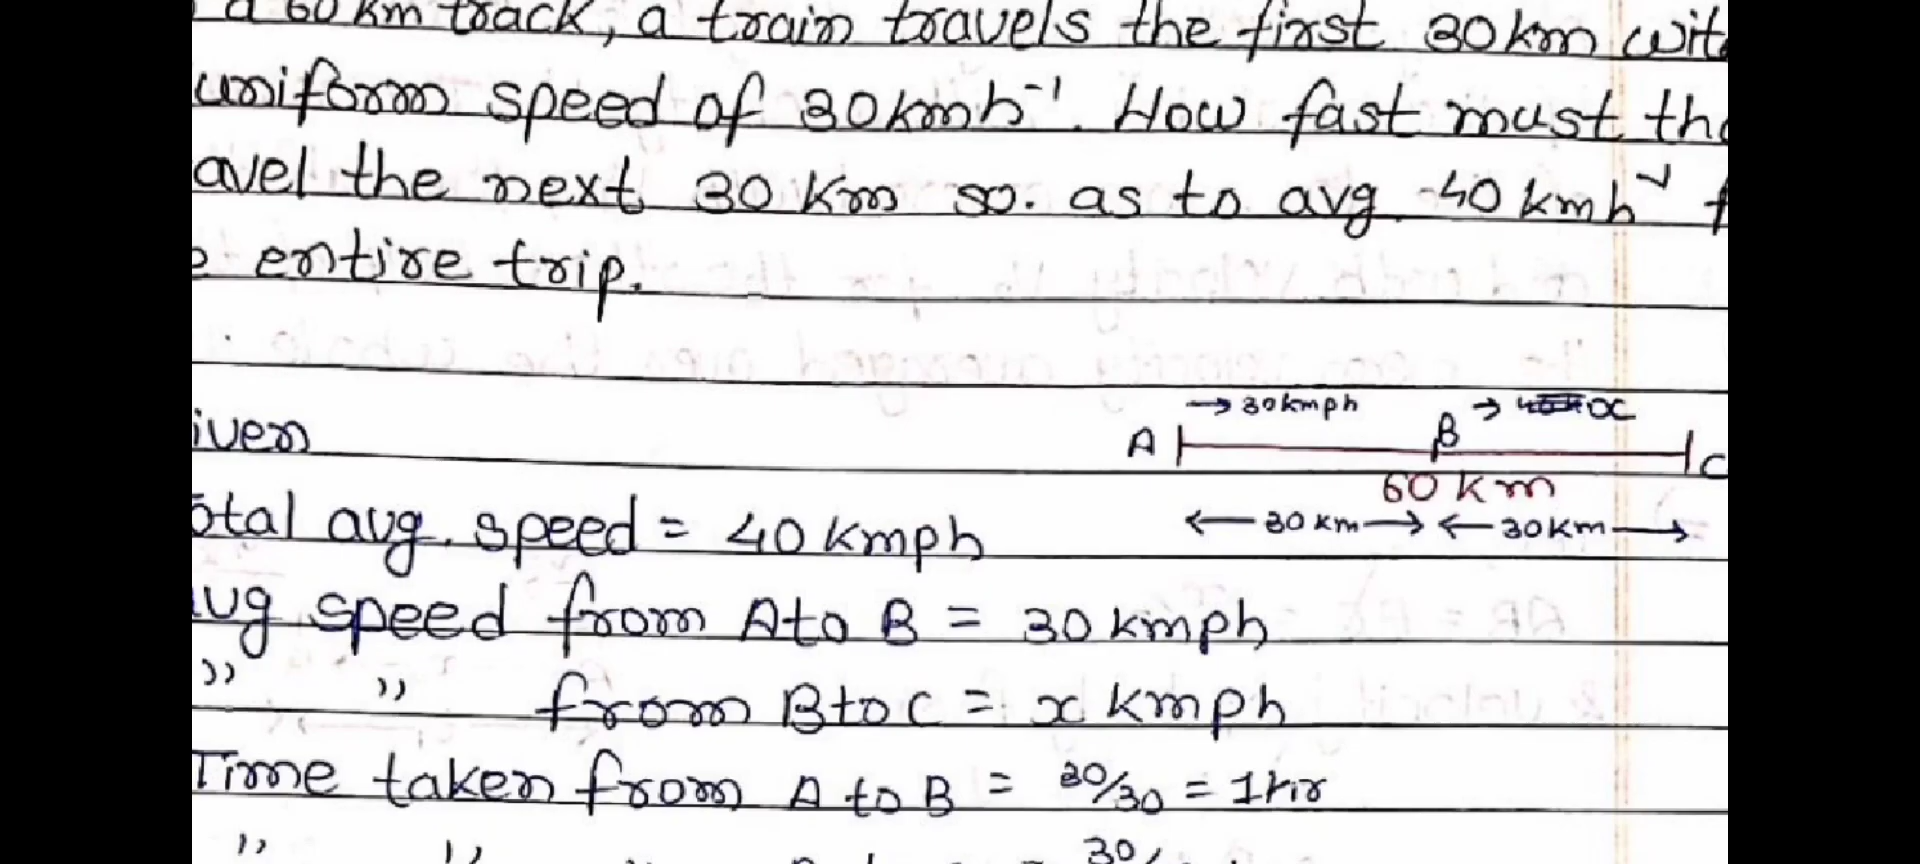 a 60 km track, a train travels the first 30 km with
uniform speed of 30 kmh⁻¹. How fast must the
avel the next 30 km so. as to avg 40 kmh⁻¹ f
e entire trip.
→ 30kmph → x
iven A B C
60 km
otal avg. speed = 40 kmph ← 30 km → ← 30 km →
avg speed from A to B = 30 kmph
" " from B to C = x kmph
Time taken from A to B = 30/30 = 1 hr
" " 30/